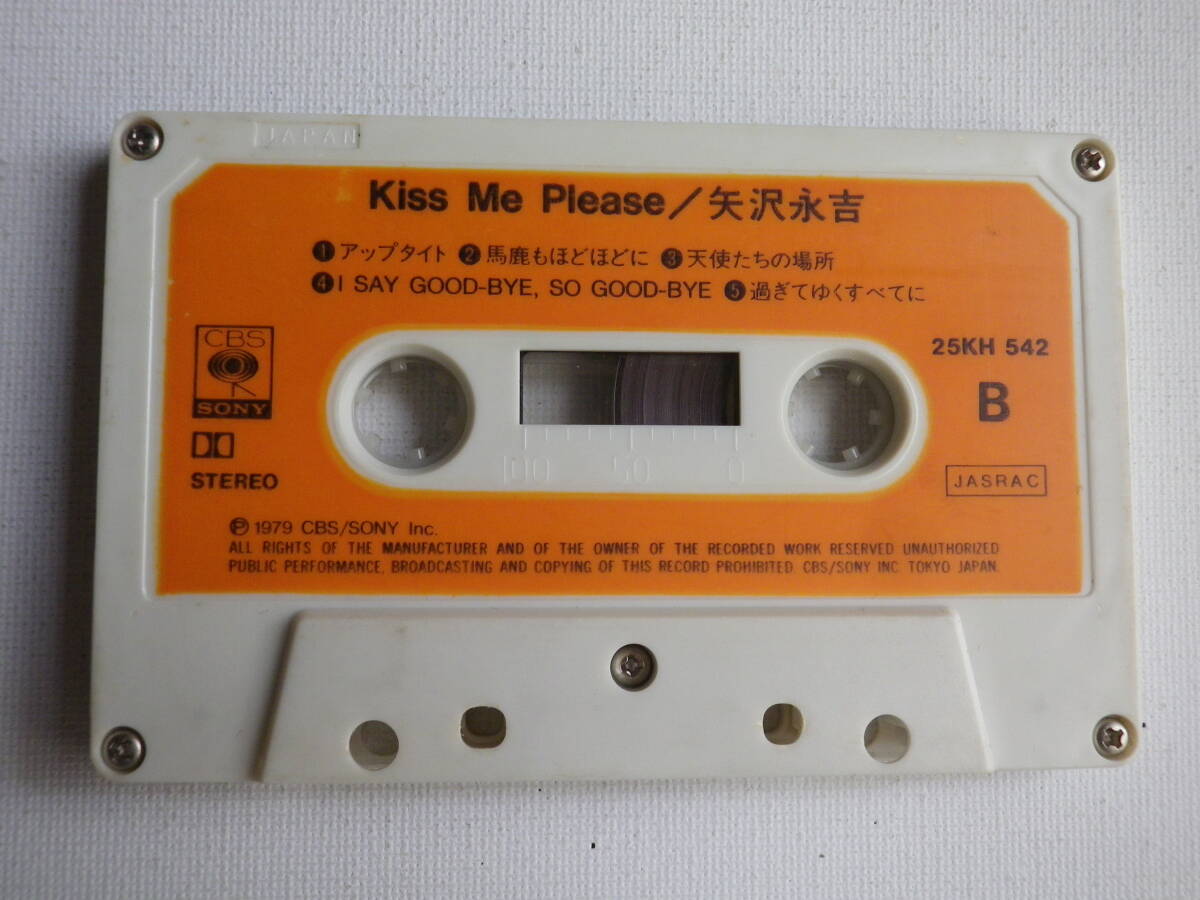 JAPAN
Kiss Me Please/矢沢永吉
❶アップタイト ❷馬鹿もほどほどに ❸天使たちの場所
❹I SAY GOOD-BYE, SO GOOD-BYE ❺過ぎてゆくすべてに
CBS
SONY
STEREO
25KH 542
B
JASRAC
100 50 0
Ⓟ 1979 CBS/SONY Inc.
ALL RIGHTS OF THE MANUFACTURER AND OF THE OWNER OF THE RECORDED WORK RESERVED UNAUTHORIZED
PUBLIC PERFORMANCE, BROADCASTING AND COPYING OF THIS RECORD PROHIBITED. CBS/SONY INC. TOKYO JAPAN.